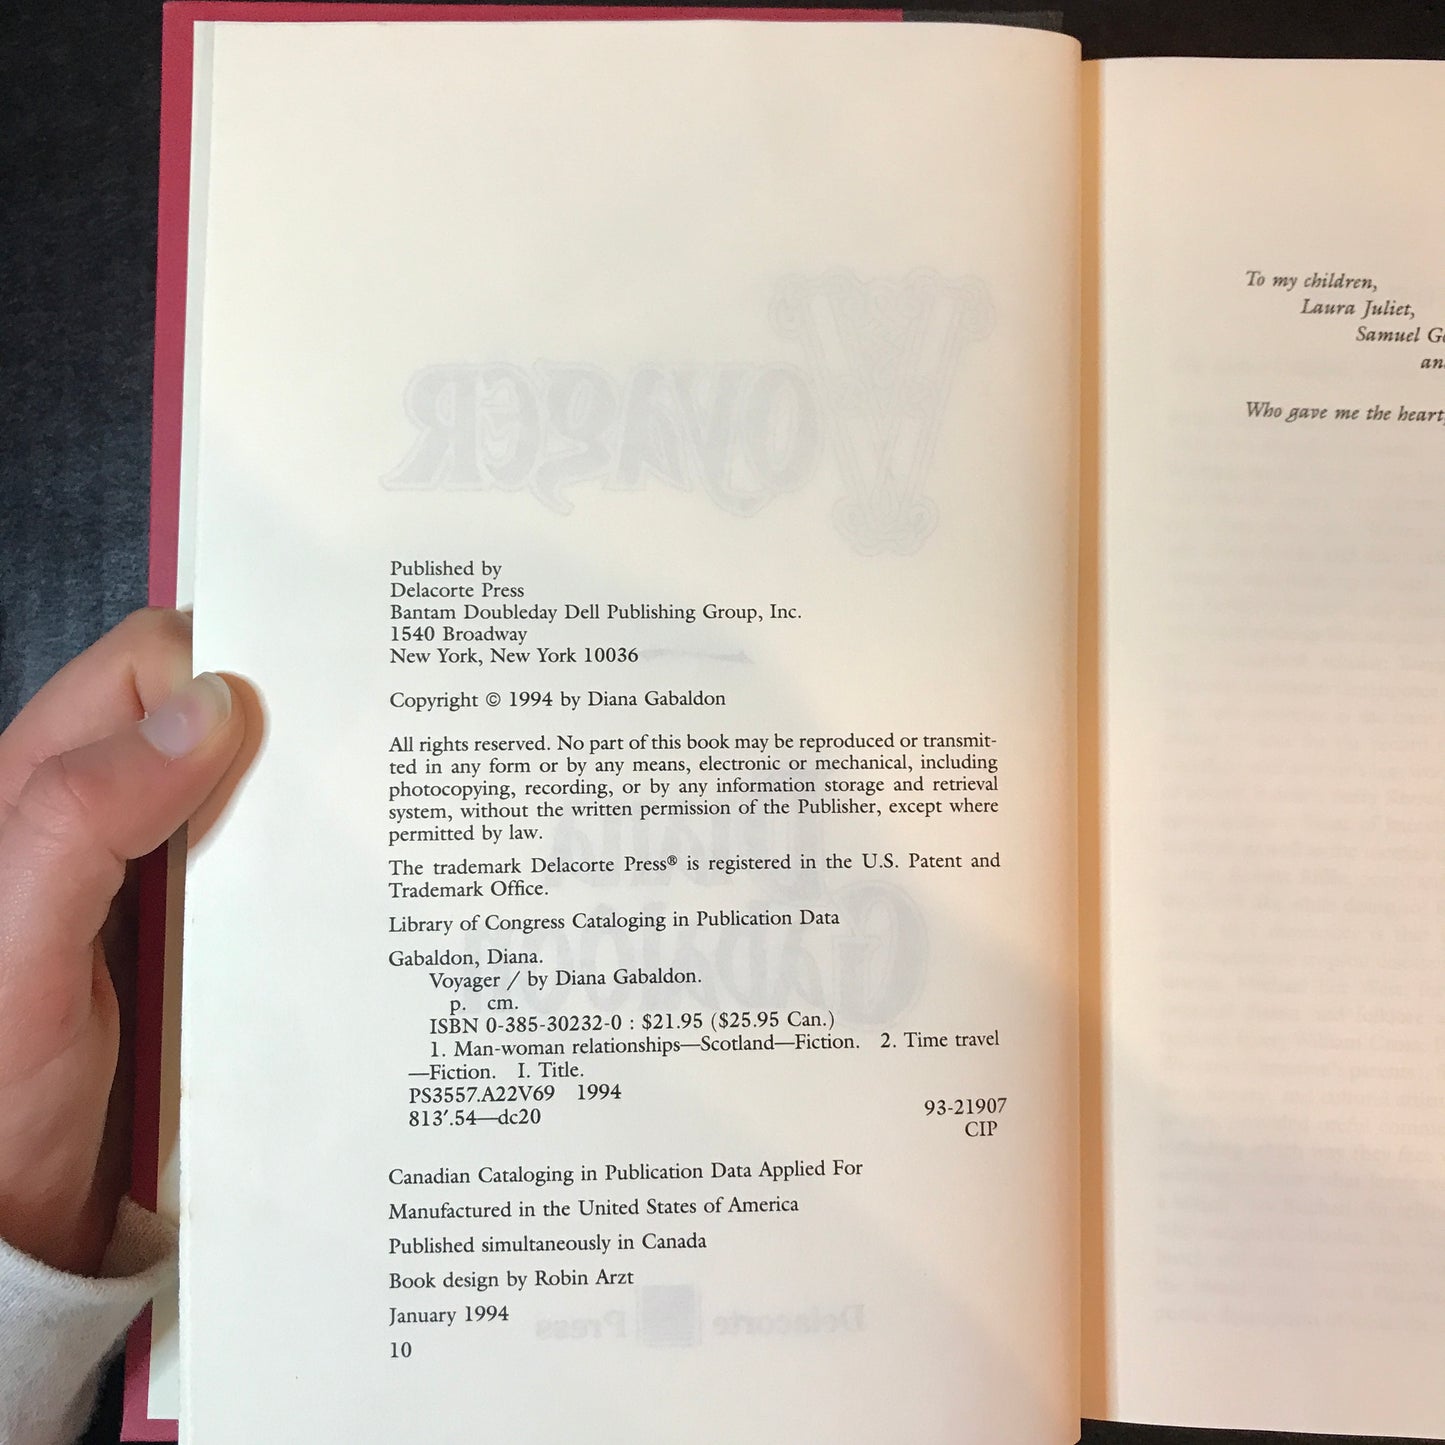 Published by
Delacorte Press
Bantam Doubleday Dell Publishing Group, Inc.
1540 Broadway
New York, New York 10036
Copyright © 1994 by Diana Gabaldon
All rights reserved. No part of this book may be reproduced or transmit-
ted in any form or by any means, electronic or mechanical, including
photocopying, recording, or by any information storage and retrieval
system, without the written permission of the Publisher, except where
permitted by law.
The trademark Delacorte Press® is registered in the U.S. Patent and
Trademark Office.
Library of Congress Cataloging in Publication Data
Gabaldon, Diana.
Voyager / by Diana Gabaldon.
p. cm.
ISBN 0-385-30232-0 : $21.95 ($25.95 Can.)
1. Man-woman relationships—Scotland—Fiction. 2. Time travel
—Fiction. I. Title.
PS3557.A22V69 1994
813′.54—dc20 93-21907
CIP
Canadian Cataloging in Publication Data Applied For
Manufactured in the United States of America
Published simultaneously in Canada
Book design by Robin Arzt
January 1994
10
To my children,
Laura Juliet,
Samuel
Who gave me the heart,